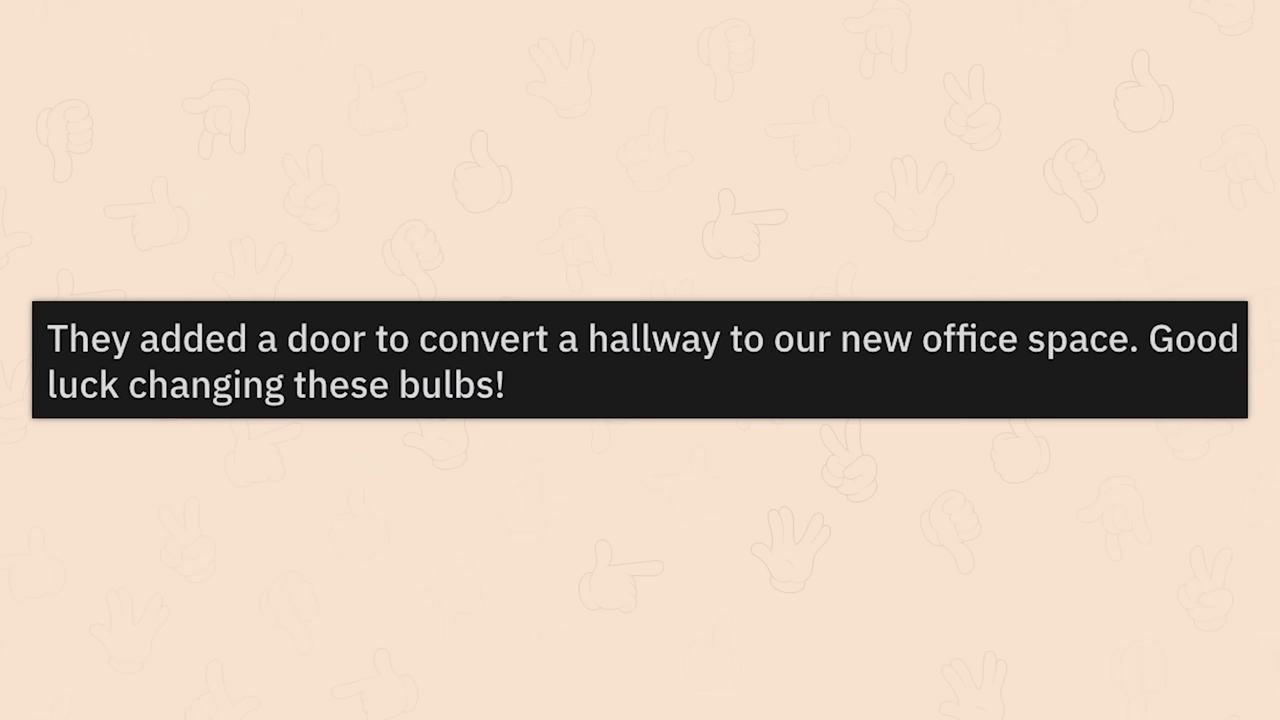 They added a door to convert a hallway to our new office space. Good
luck changing these bulbs!